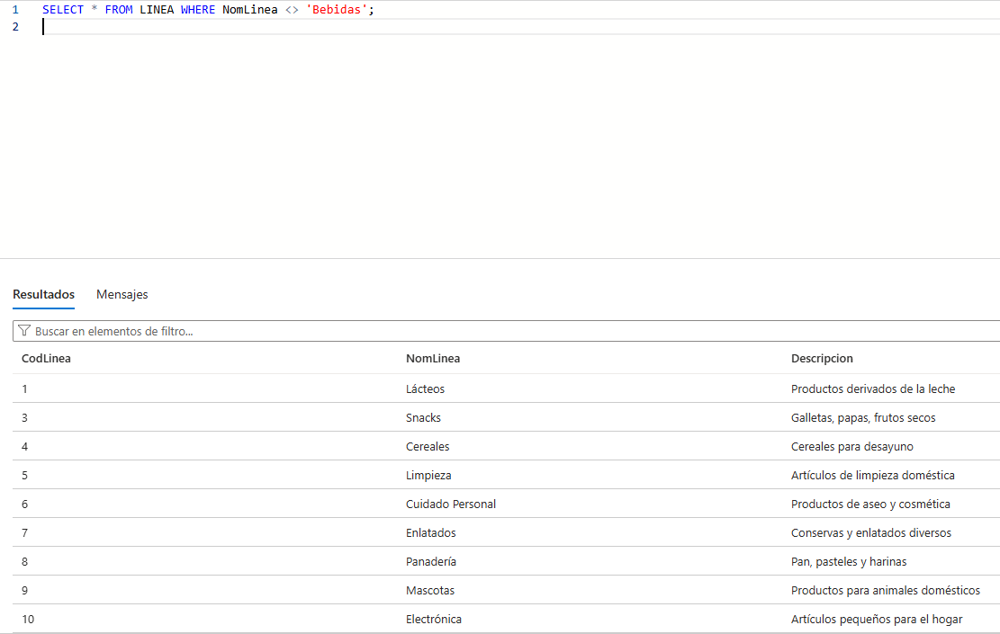 1 SELECT * FROM LINEA WHERE NomLinea <> 'Bebidas';
2
Resultados Mensajes
Buscar en elementos de filtro...
CodLinea NomLinea Descripcion
1 Lácteos Productos derivados de la leche
3 Snacks Galletas, papas, frutos secos
4 Cereales Cereales para desayuno
5 Limpieza Artículos de limpieza doméstica
6 Cuidado Personal Productos de aseo y cosmética
7 Enlatados Conservas y enlatados diversos
8 Panadería Pan, pasteles y harinas
9 Mascotas Productos para animales domésticos
10 Electrónica Artículos pequeños para el hogar